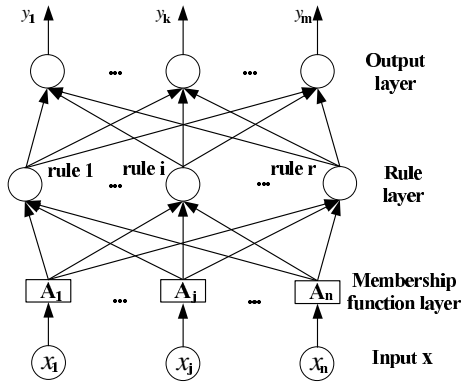 y1 yk ym
... ...
Output
layer
rule 1 ... rule i ... rule r
Rule
layer
A1 ... Aj ... An
Membership
function layer
x1 xj xn
Input x